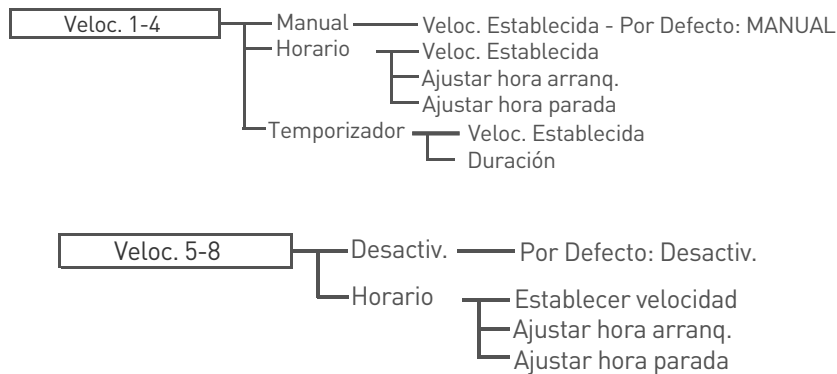 Veloc. 1-4
Manual
Veloc. Establecida - Por Defecto: MANUAL
Horario
Veloc. Establecida
Ajustar hora arranq.
Ajustar hora parada
Temporizador
Veloc. Establecida
Duración
Veloc. 5-8
Desactiv.
Por Defecto: Desactiv.
Horario
Establecer velocidad
Ajustar hora arranq.
Ajustar hora parada